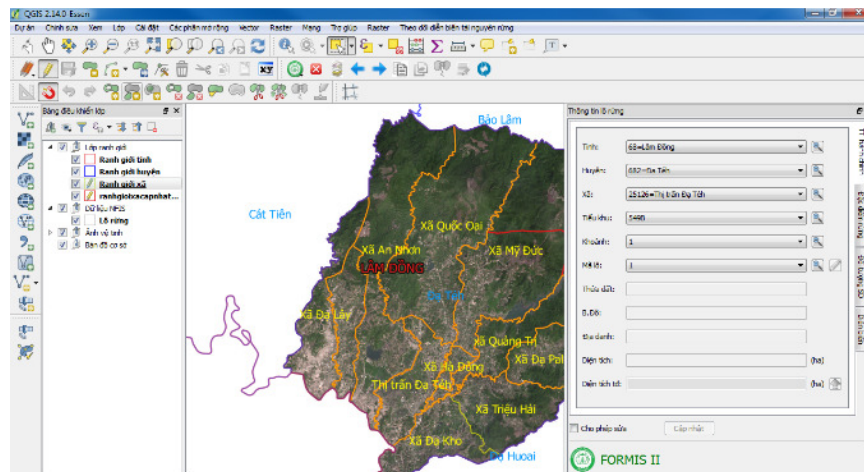 QGIS 2.14.0-Essen
Dự án Chỉnh sửa Xem Lớp Cài đặt Các phần mở rộng Vector Raster Mạng Trợ giúp Raster Theo dõi diễn biến tài nguyên rừng
xy
Bảng điều khiển lớp
Lớp ranh giới
Ranh giới tỉnh
Ranh giới huyện
Ranh giới xã
ranhgioixacapnhat...
Dữ liệu NFIS
Lô rừng
Ảnh vệ tinh
Bản đồ cơ sở
Bảo Lâm
Cát Tiên
Xã Quốc Oại
Xã An Nhơn
Xã Mỹ Đức
LÂM ĐỒNG
Xã Đạ Lây
Xã Quảng Trị
Xã Hà Đông
Xã Đạ Pal
Thị trấn Đạ Tẻh
Xã Triệu Hải
Xã Đạ Kho
Đạ Huoai
Thông tin lô rừng
Tỉnh: 68=Lâm Đồng
Huyện: 682=Đạ Tẻh
Xã: 25126=Thị trấn Đạ Tẻh
Tiểu khu: 549B
Khoảnh: 1
Mã lô: 1
Thửa đất:
Địa danh:
Diện tích: (ha)
Diện tích tđ: (ha)
Cho phép sửa Cập nhật
FORMIS II